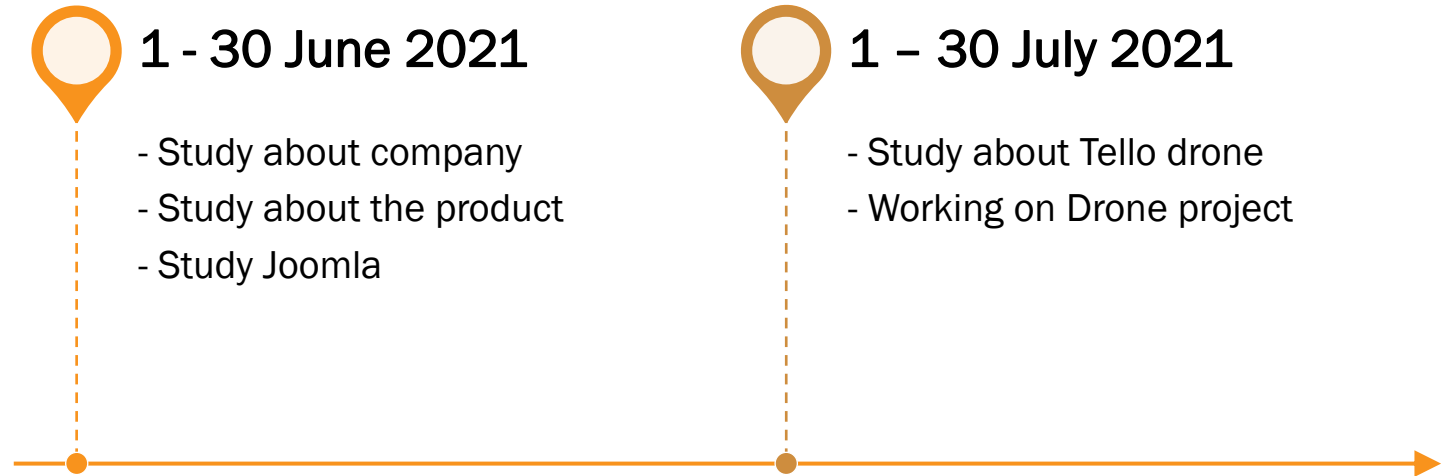 1 - 30 June 2021
- Study about company
- Study about the product
- Study Joomla
1 – 30 July 2021
- Study about Tello drone
- Working on Drone project